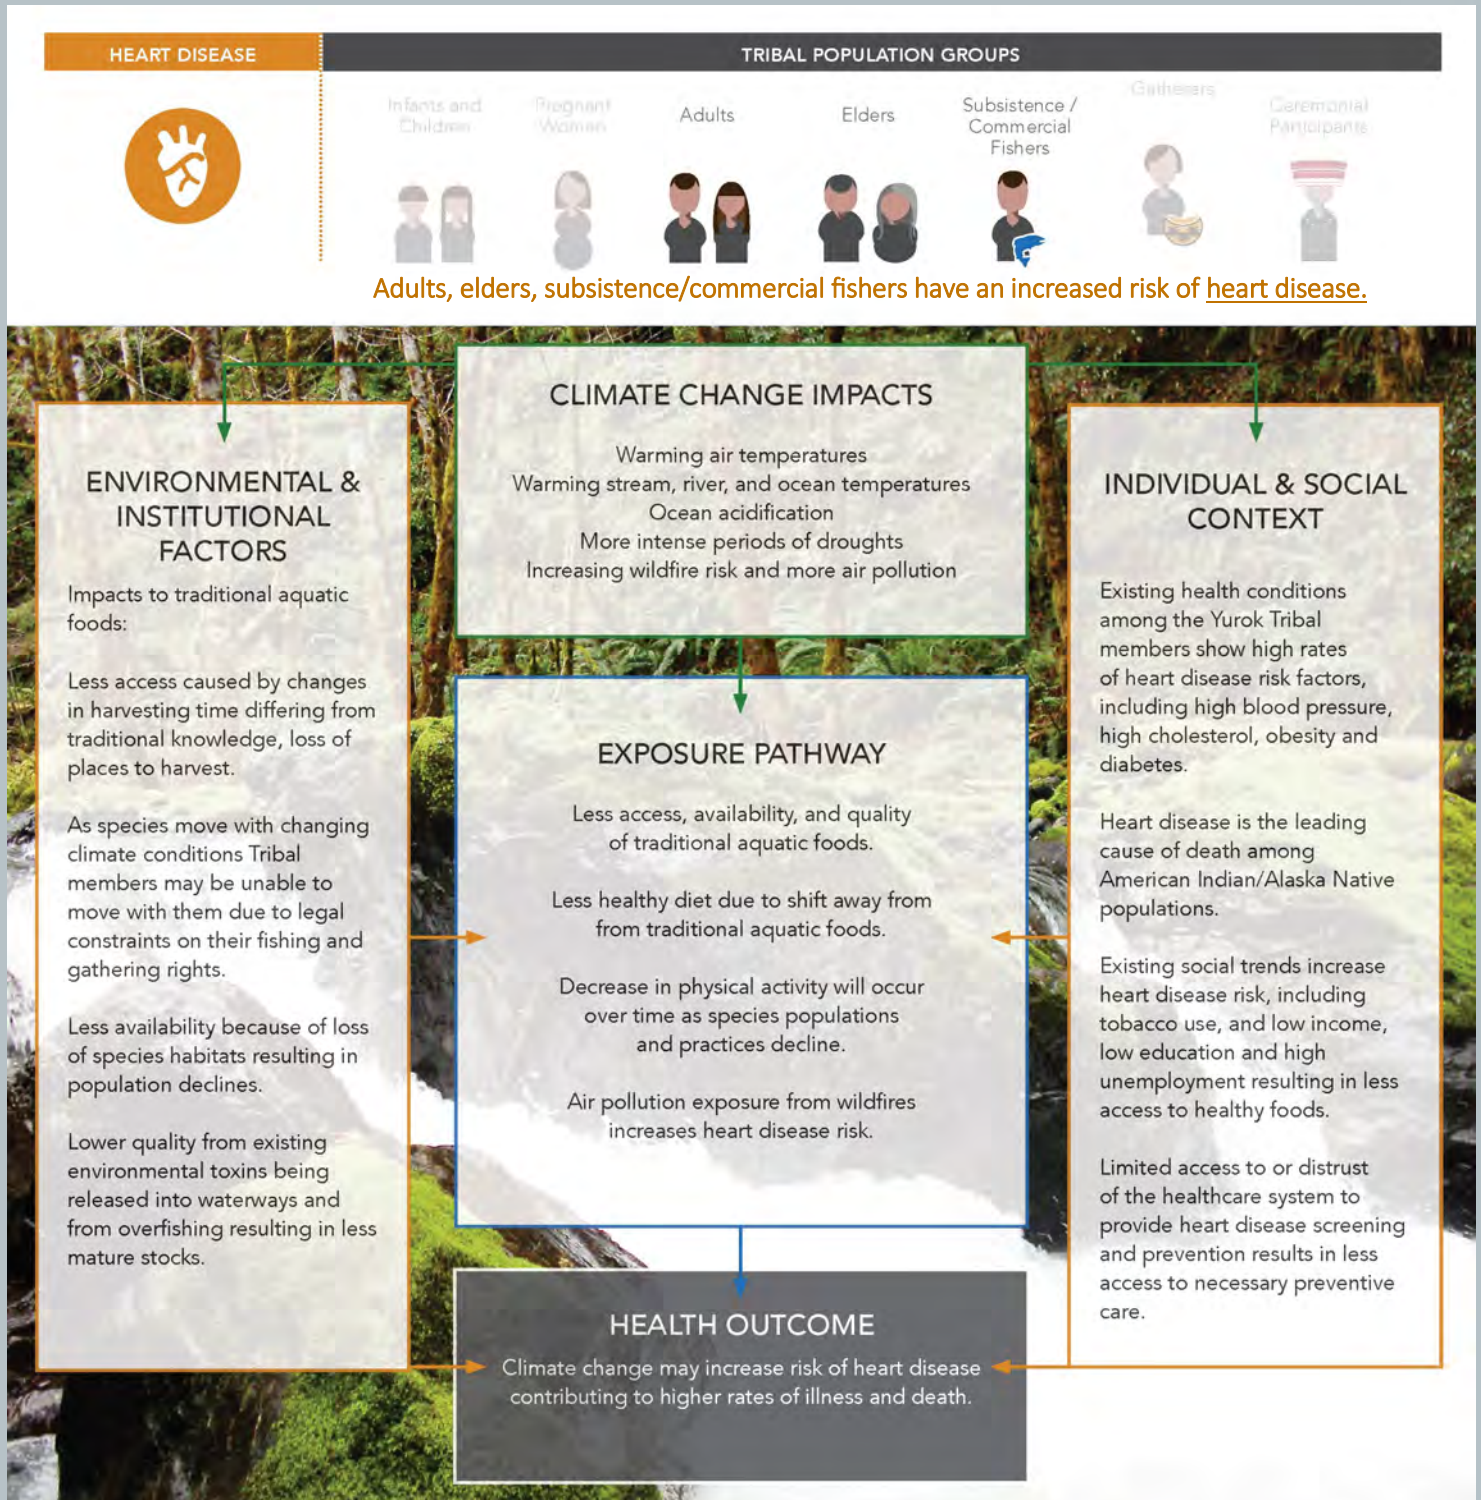 HEART DISEASE
TRIBAL POPULATION GROUPS
Infants and
Children
Pregnant
Women
Adults
Elders
Subsistence /
Commercial
Fishers
Gatherers
Ceremonial
Participants
Adults, elders, subsistence/commercial fishers have an increased risk of heart disease.
CLIMATE CHANGE IMPACTS
Warming air temperatures
Warming stream, river, and ocean temperatures
Ocean acidification
More intense periods of droughts
Increasing wildfire risk and more air pollution
ENVIRONMENTAL &
INSTITUTIONAL
FACTORS
Impacts to traditional aquatic
foods:
Less access caused by changes
in harvesting time differing from
traditional knowledge, loss of
places to harvest.
As species move with changing
climate conditions Tribal
members may be unable to
move with them due to legal
constraints on their fishing and
gathering rights.
Less availability because of loss
of species habitats resulting in
population declines.
Lower quality from existing
environmental toxins being
released into waterways and
from overfishing resulting in less
mature stocks.
EXPOSURE PATHWAY
Less access, availability, and quality
of traditional aquatic foods.
Less healthy diet due to shift away from
from traditional aquatic foods.
Decrease in physical activity will occur
over time as species populations
and practices decline.
Air pollution exposure from wildfires
increases heart disease risk.
INDIVIDUAL & SOCIAL
CONTEXT
Existing health conditions
among the Yurok Tribal
members show high rates
of heart disease risk factors,
including high blood pressure,
high cholesterol, obesity and
diabetes.
Heart disease is the leading
cause of death among
American Indian/Alaska Native
populations.
Existing social trends increase
heart disease risk, including
tobacco use, and low income,
low education and high
unemployment resulting in less
access to healthy foods.
Limited access to or distrust
of the healthcare system to
provide heart disease screening
and prevention results in less
access to necessary preventive
care.
HEALTH OUTCOME
Climate change may increase risk of heart disease
contributing to higher rates of illness and death.